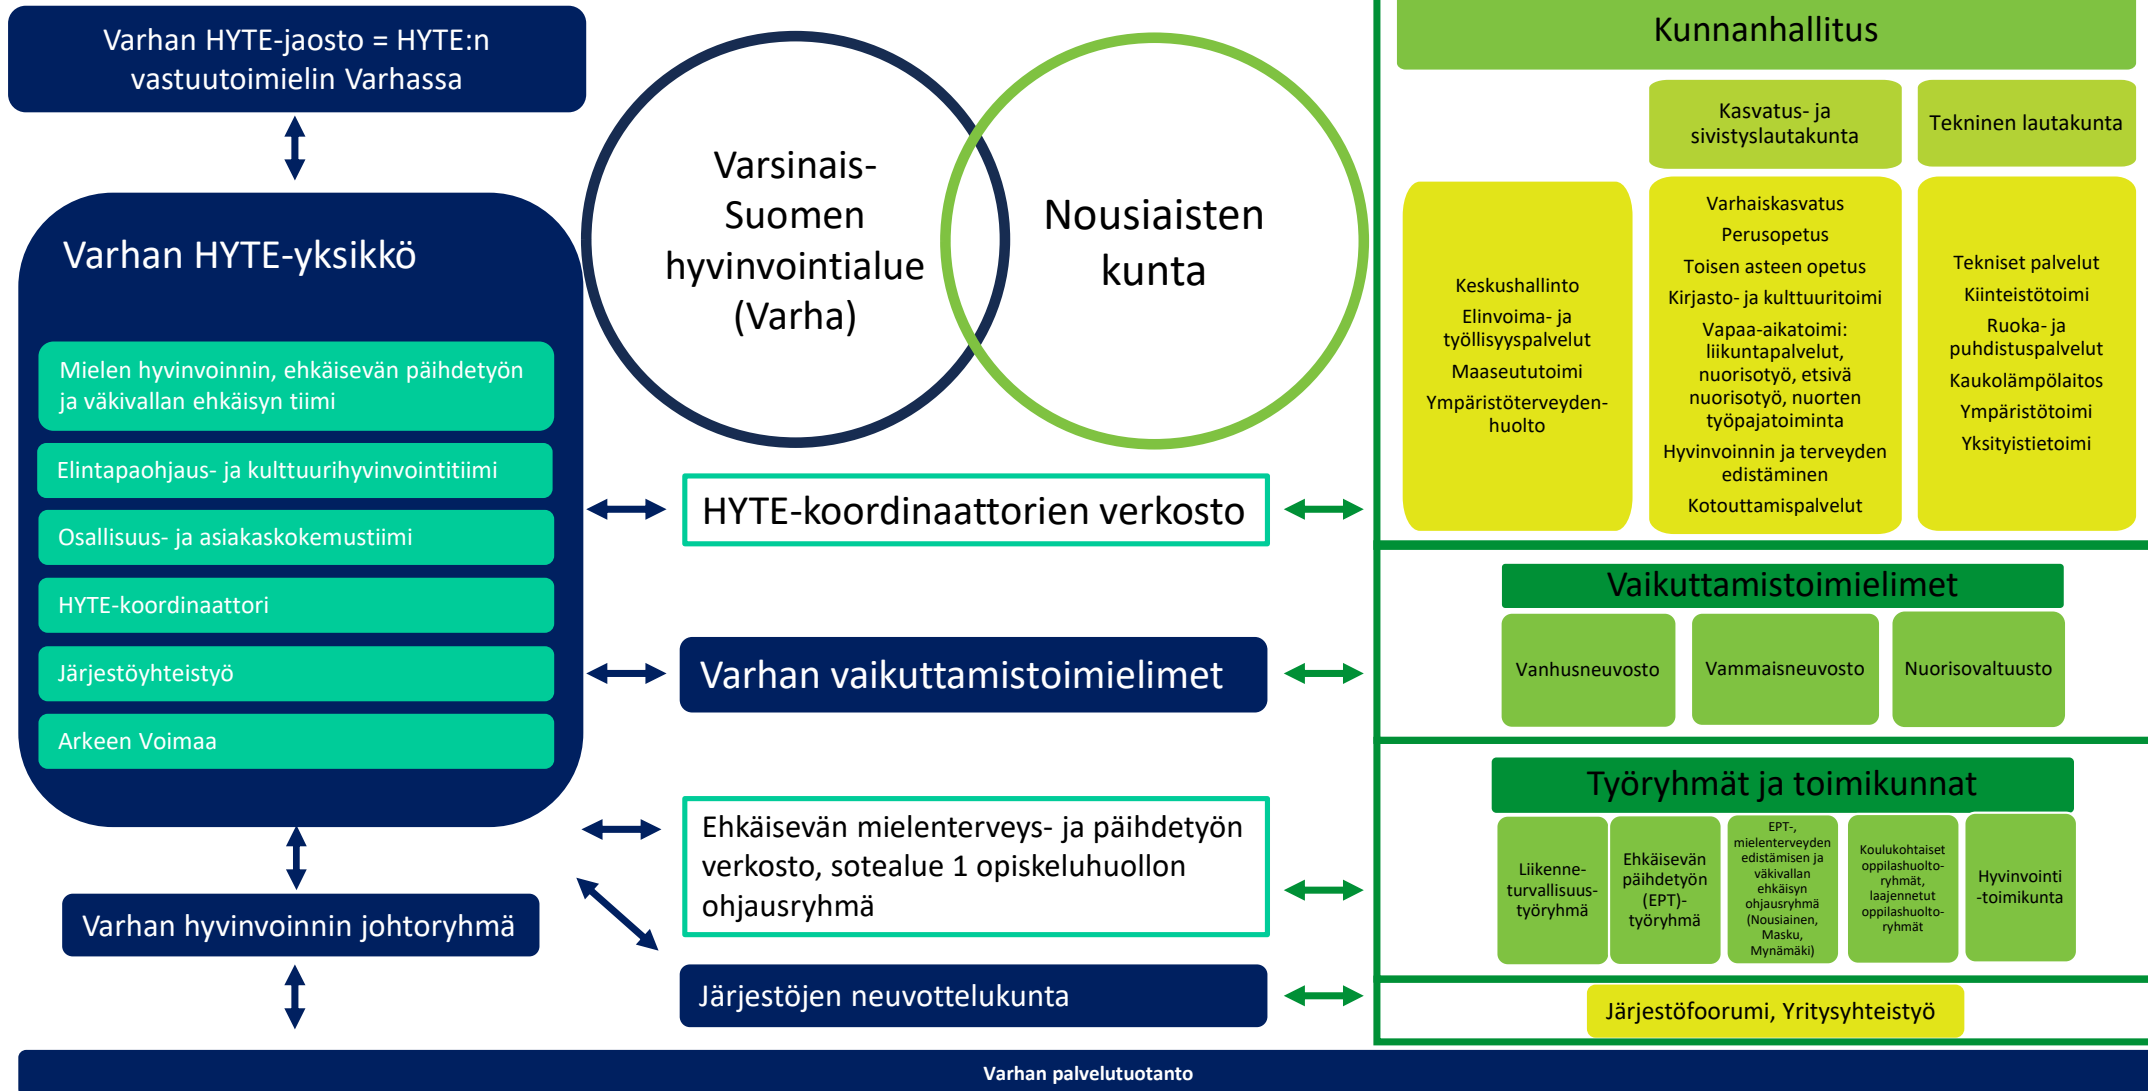 Varhan HYTE-jaosto = HYTE:n
vastuutoimielin Varhassa
Varhan HYTE-yksikkö
Mielen hyvinvoinnin, ehkäisevän päihdetyön
ja väkivallan ehkäisyn tiimi
Elintapaohjaus- ja kulttuurihyvinvointitiimi
Osallisuus- ja asiakaskokemustiimi
HYTE-koordinaattori
Järjestöyhteistyö
Arkeen Voimaa
Varhan hyvinvoinnin johtoryhmä
Varsinais-
Suomen
hyvinvointialue
(Varha)
Nousiaisten
kunta
HYTE-koordinaattorien verkosto
Varhan vaikuttamistoimielimet
Ehkäisevän mielenterveys- ja päihdetyön
verkosto, sotealue 1 opiskeluhuollon
ohjausryhmä
Järjestöjen neuvottelukunta
Kunnanhallitus
Kasvatus- ja
sivistyslautakunta
Tekninen lautakunta
Keskushallinto
Elinvoima- ja
työllisyyspalvelut
Maaseututoimi
Ympäristöterveyden-
huolto
Varhaiskasvatus
Perusopetus
Toisen asteen opetus
Kirjasto- ja kulttuuritoimi
Vapaa-aikatoimi:
liikuntapalvelut,
nuorisotyö, etsivä
nuorisotyö, nuorten
työpajatoiminta
Hyvinvoinnin ja terveyden
edistäminen
Kotouttamispalvelut
Tekniset palvelut
Kiinteistötoimi
Ruoka- ja
puhdistuspalvelut
Kaukolämpölaitos
Ympäristötoimi
Yksityistietoimi
Vaikuttamistoimielimet
Vanhusneuvosto
Vammaisneuvosto
Nuorisovaltuusto
Työryhmät ja toimikunnat
Liikenne-
turvallisuus-
työryhmä
Ehkäisevän
päihdetyön
(EPT)-
työryhmä
EPT-,
mielenterveyden
edistämisen ja
väkivallan
ehkäisyn
ohjausryhmä
(Nousiainen,
Masku,
Mynämäki)
Koulukohtaiset
oppilashuolto-
ryhmät,
laajennetut
oppilashuolto-
ryhmät
Hyvinvointi
-toimikunta
Järjestöfoorumi, Yritysyhteistyö
Varhan palvelutuotanto